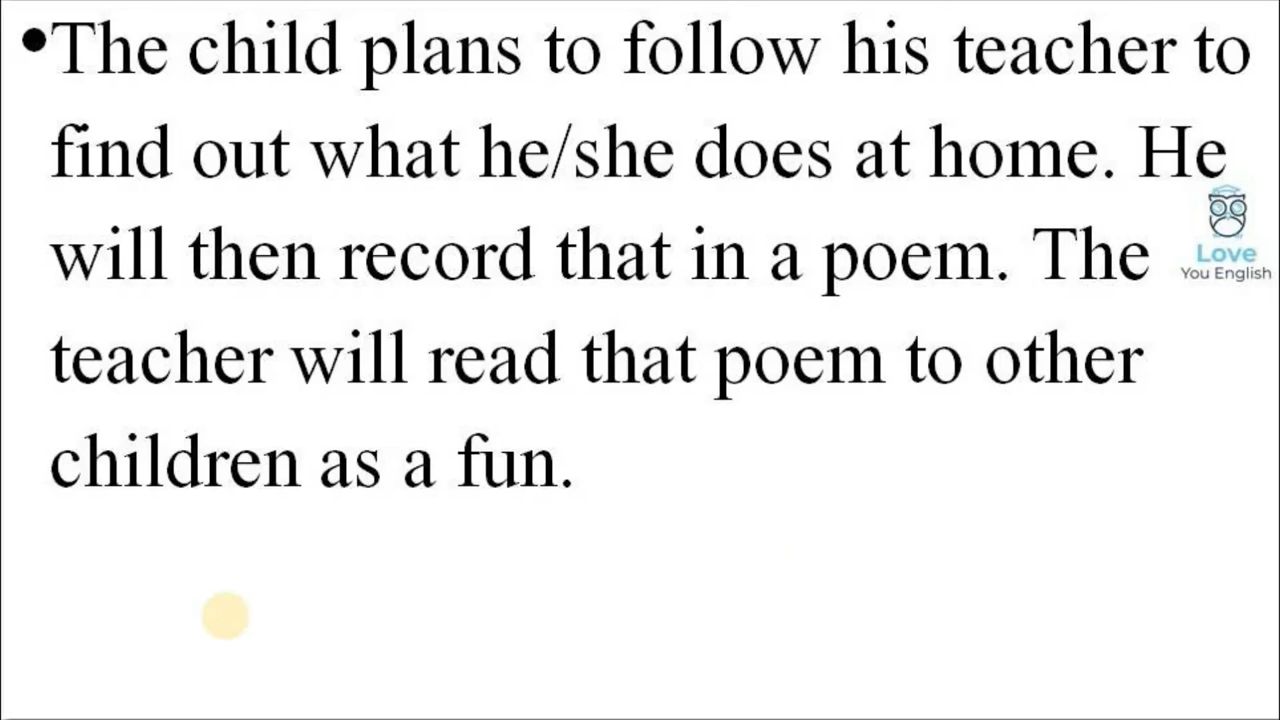 •The child plans to follow his teacher to
find out what he/she does at home. He
will then record that in a poem. The
teacher will read that poem to other
children as a fun.
Love
You English